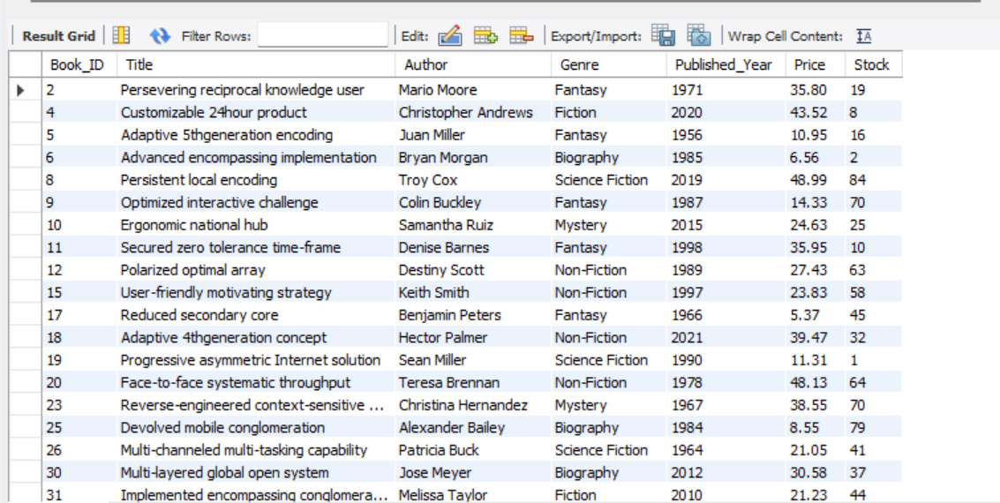 Result Grid Filter Rows: Edit: Export/Import: Wrap Cell Content: IA
Book_ID Title Author Genre Published_Year Price Stock
2 Persevering reciprocal knowledge user Mario Moore Fantasy 1971 35.80 19
4 Customizable 24hour product Christopher Andrews Fiction 2020 43.52 8
5 Adaptive 5thgeneration encoding Juan Miller Fantasy 1956 10.95 16
6 Advanced encompassing implementation Bryan Morgan Biography 1985 6.56 2
8 Persistent local encoding Troy Cox Science Fiction 2019 48.99 84
9 Optimized interactive challenge Colin Buckley Fantasy 1987 14.33 70
10 Ergonomic national hub Samantha Ruiz Mystery 2015 24.63 25
11 Secured zero tolerance time-frame Denise Barnes Fantasy 1998 35.95 10
12 Polarized optimal array Destiny Scott Non-Fiction 1989 27.43 63
15 User-friendly motivating strategy Keith Smith Non-Fiction 1997 23.83 58
17 Reduced secondary core Benjamin Peters Fantasy 1966 5.37 45
18 Adaptive 4thgeneration concept Hector Palmer Non-Fiction 2021 39.47 32
19 Progressive asymmetric Internet solution Sean Miller Science Fiction 1990 11.31 1
20 Face-to-face systematic throughput Teresa Brennan Non-Fiction 1978 48.13 64
23 Reverse-engineered context-sensitive ... Christina Hernandez Mystery 1967 38.55 70
25 Devolved mobile conglomeration Alexander Bailey Biography 1984 8.55 79
26 Multi-channeled multi-tasking capability Patricia Buck Science Fiction 1964 21.05 41
30 Multi-layered global open system Jose Meyer Biography 2012 30.58 37
31 Implemented encompassing conglomera... Melissa Taylor Fiction 2010 21.23 44